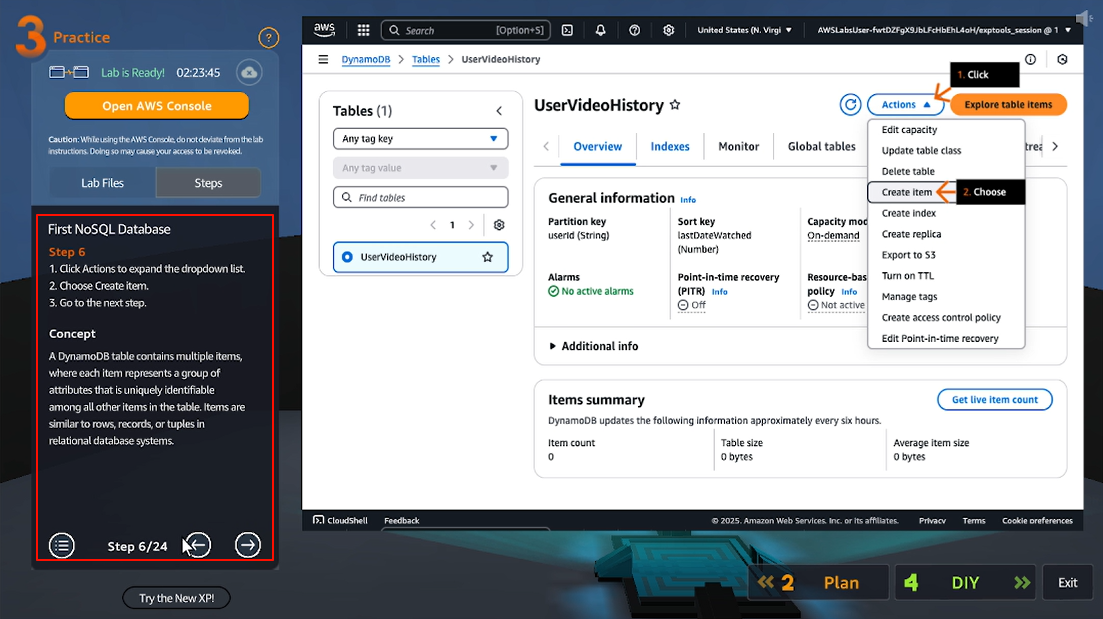 3 Practice
?
Lab is Ready! 02:23:45
Open AWS Console
Caution: While using the AWS Console, do not deviate from the lab
instructions. Doing so may cause your access to be revoked.
Lab Files
Steps
First NoSQL Database
Step 6
1. Click Actions to expand the dropdown list.
2. Choose Create item.
3. Go to the next step.
Concept
A DynamoDB table contains multiple items,
where each item represents a group of
attributes that is uniquely identifiable
among all other items in the table. Items are
similar to rows, records, or tuples in
relational database systems.
Step 6/24
Try the New XP!
aws
Search [Option+S]
United States (N. Virgi
AWSLabsUser-fwtDZFgX9JbLFcHbEhL4oH/exptools_session @ 1
DynamoDB > Tables > UserVideoHistory
Tables (1)
Any tag key
Any tag value
Find tables
1
UserVideoHistory
UserVideoHistory
1. Click
Actions
Explore table items
Overview
Indexes
Monitor
Global tables
trea
Edit capacity
Update table class
Delete table
Create item
2. Choose
Create index
Create replica
Export to S3
Turn on TTL
Manage tags
Create access control policy
Edit Point-in-time recovery
General information Info
Partition key
userId (String)
Sort key
lastDateWatched
(Number)
Capacity mod
On-demand
Alarms
No active alarms
Point-in-time recovery
(PITR) Info
Off
Resource-bas
policy Info
Not active
Additional info
Items summary
Get live item count
DynamoDB updates the following information approximately every six hours.
Item count
0
Table size
0 bytes
Average item size
0 bytes
CloudShell
Feedback
© 2025, Amazon Web Services, Inc. or its affiliates.
Privacy
Terms
Cookie preferences
2 Plan
4 DIY
Exit